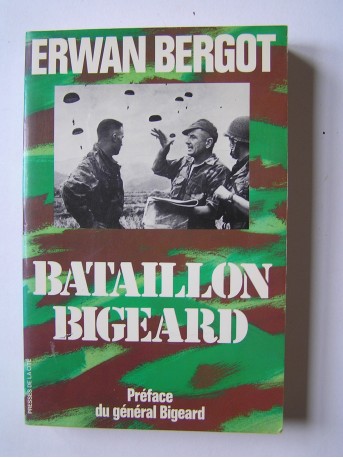 ERWAN BERGOT
BATAILLON
BIGEARD
Préface
du général Bigeard
PRESSES DE LA CITÉ